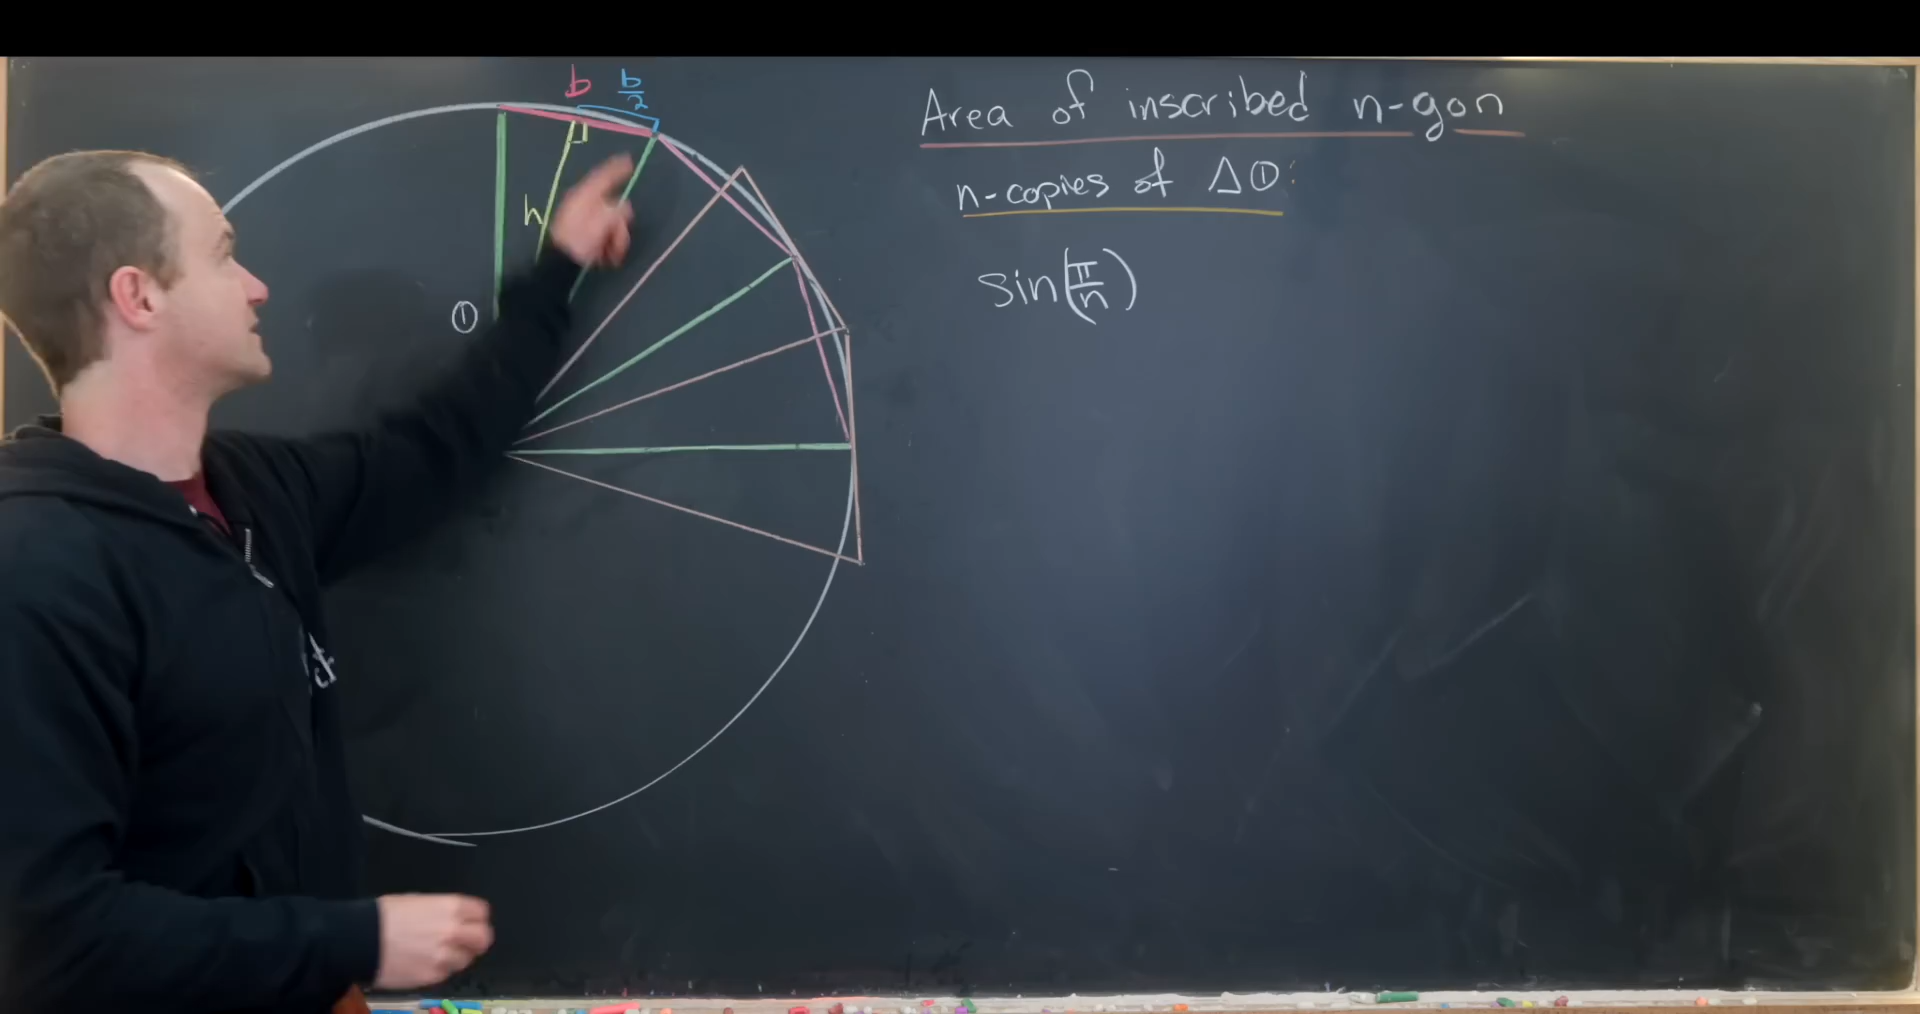 b
b/2
h
①
Area of inscribed n-gon
n-copies of Δ①:
sin(π/n)